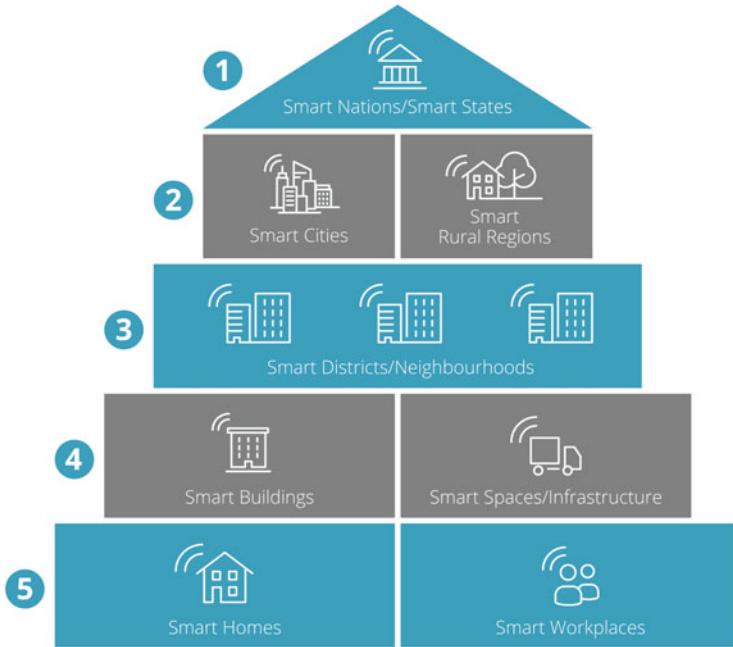 1
Smart Nations/Smart States
2
Smart Cities
Smart
Rural Regions
3
Smart Districts/Neighbourhoods
4
Smart Buildings
Smart Spaces/Infrastructure
5
Smart Homes
Smart Workplaces